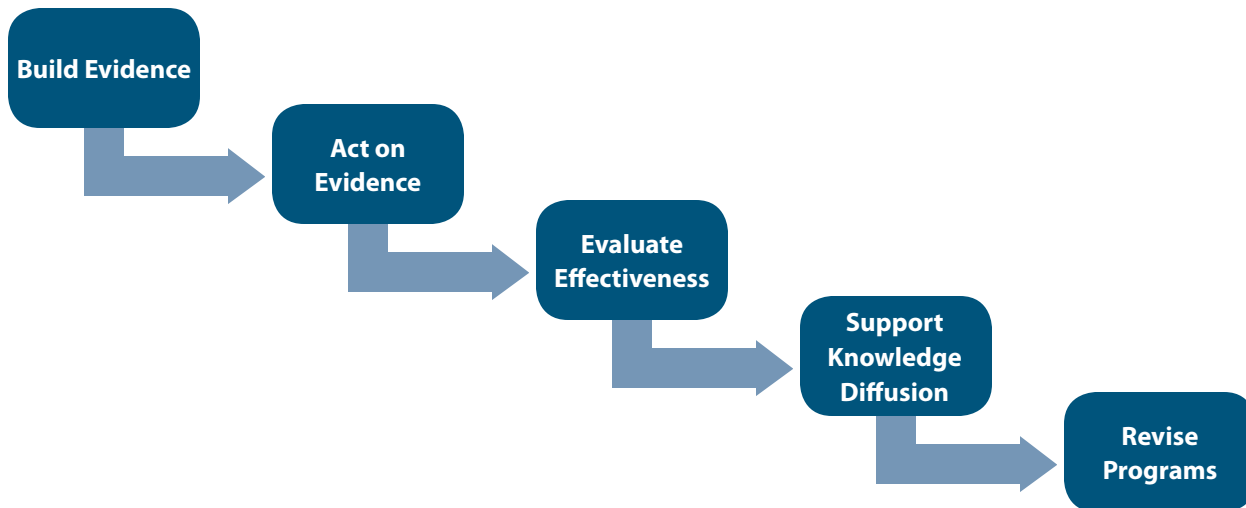 Build Evidence
Act on
Evidence
Evaluate
Effectiveness
Support
Knowledge
Diffusion
Revise
Programs